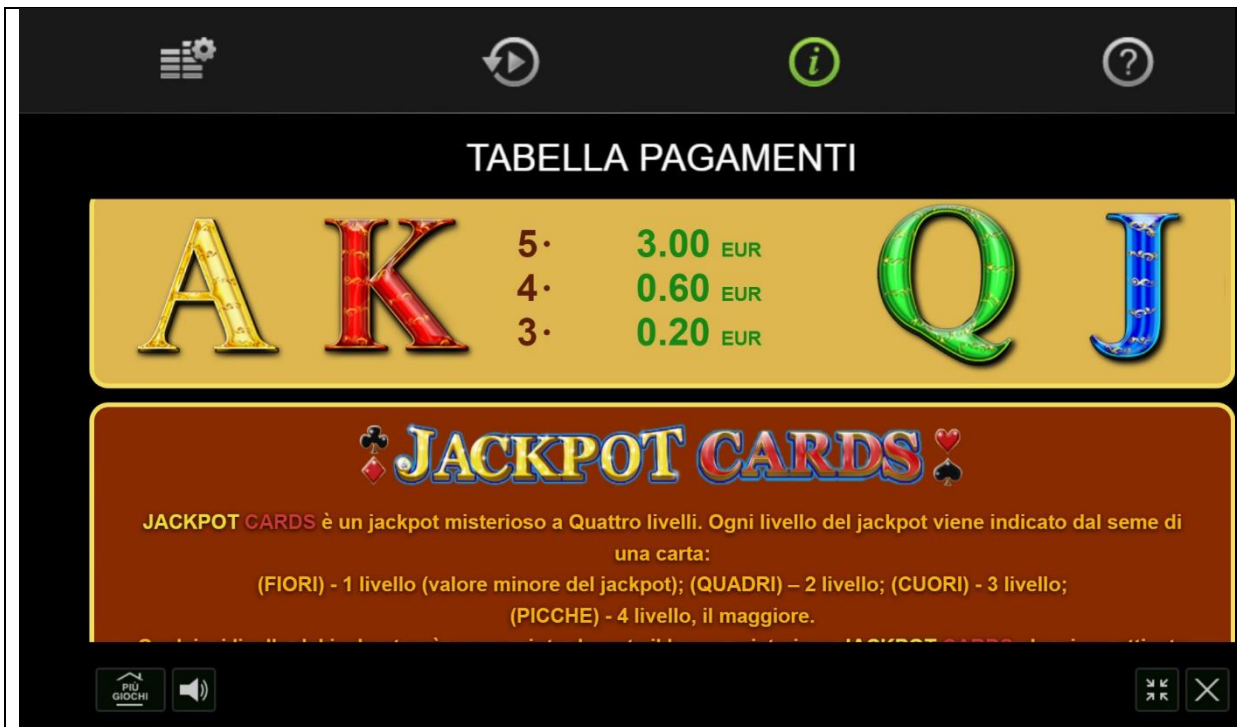 TABELLA PAGAMENTI
A K 5· 3.00 EUR Q J
4· 0.60 EUR
3· 0.20 EUR
JACKPOT CARDS
JACKPOT CARDS è un jackpot misterioso a Quattro livelli. Ogni livello del jackpot viene indicato dal seme di
una carta:
(FIORI) - 1 livello (valore minore del jackpot); (QUADRI) – 2 livello; (CUORI) - 3 livello;
(PICCHE) - 4 livello, il maggiore.
PIÙ
GIOCHI